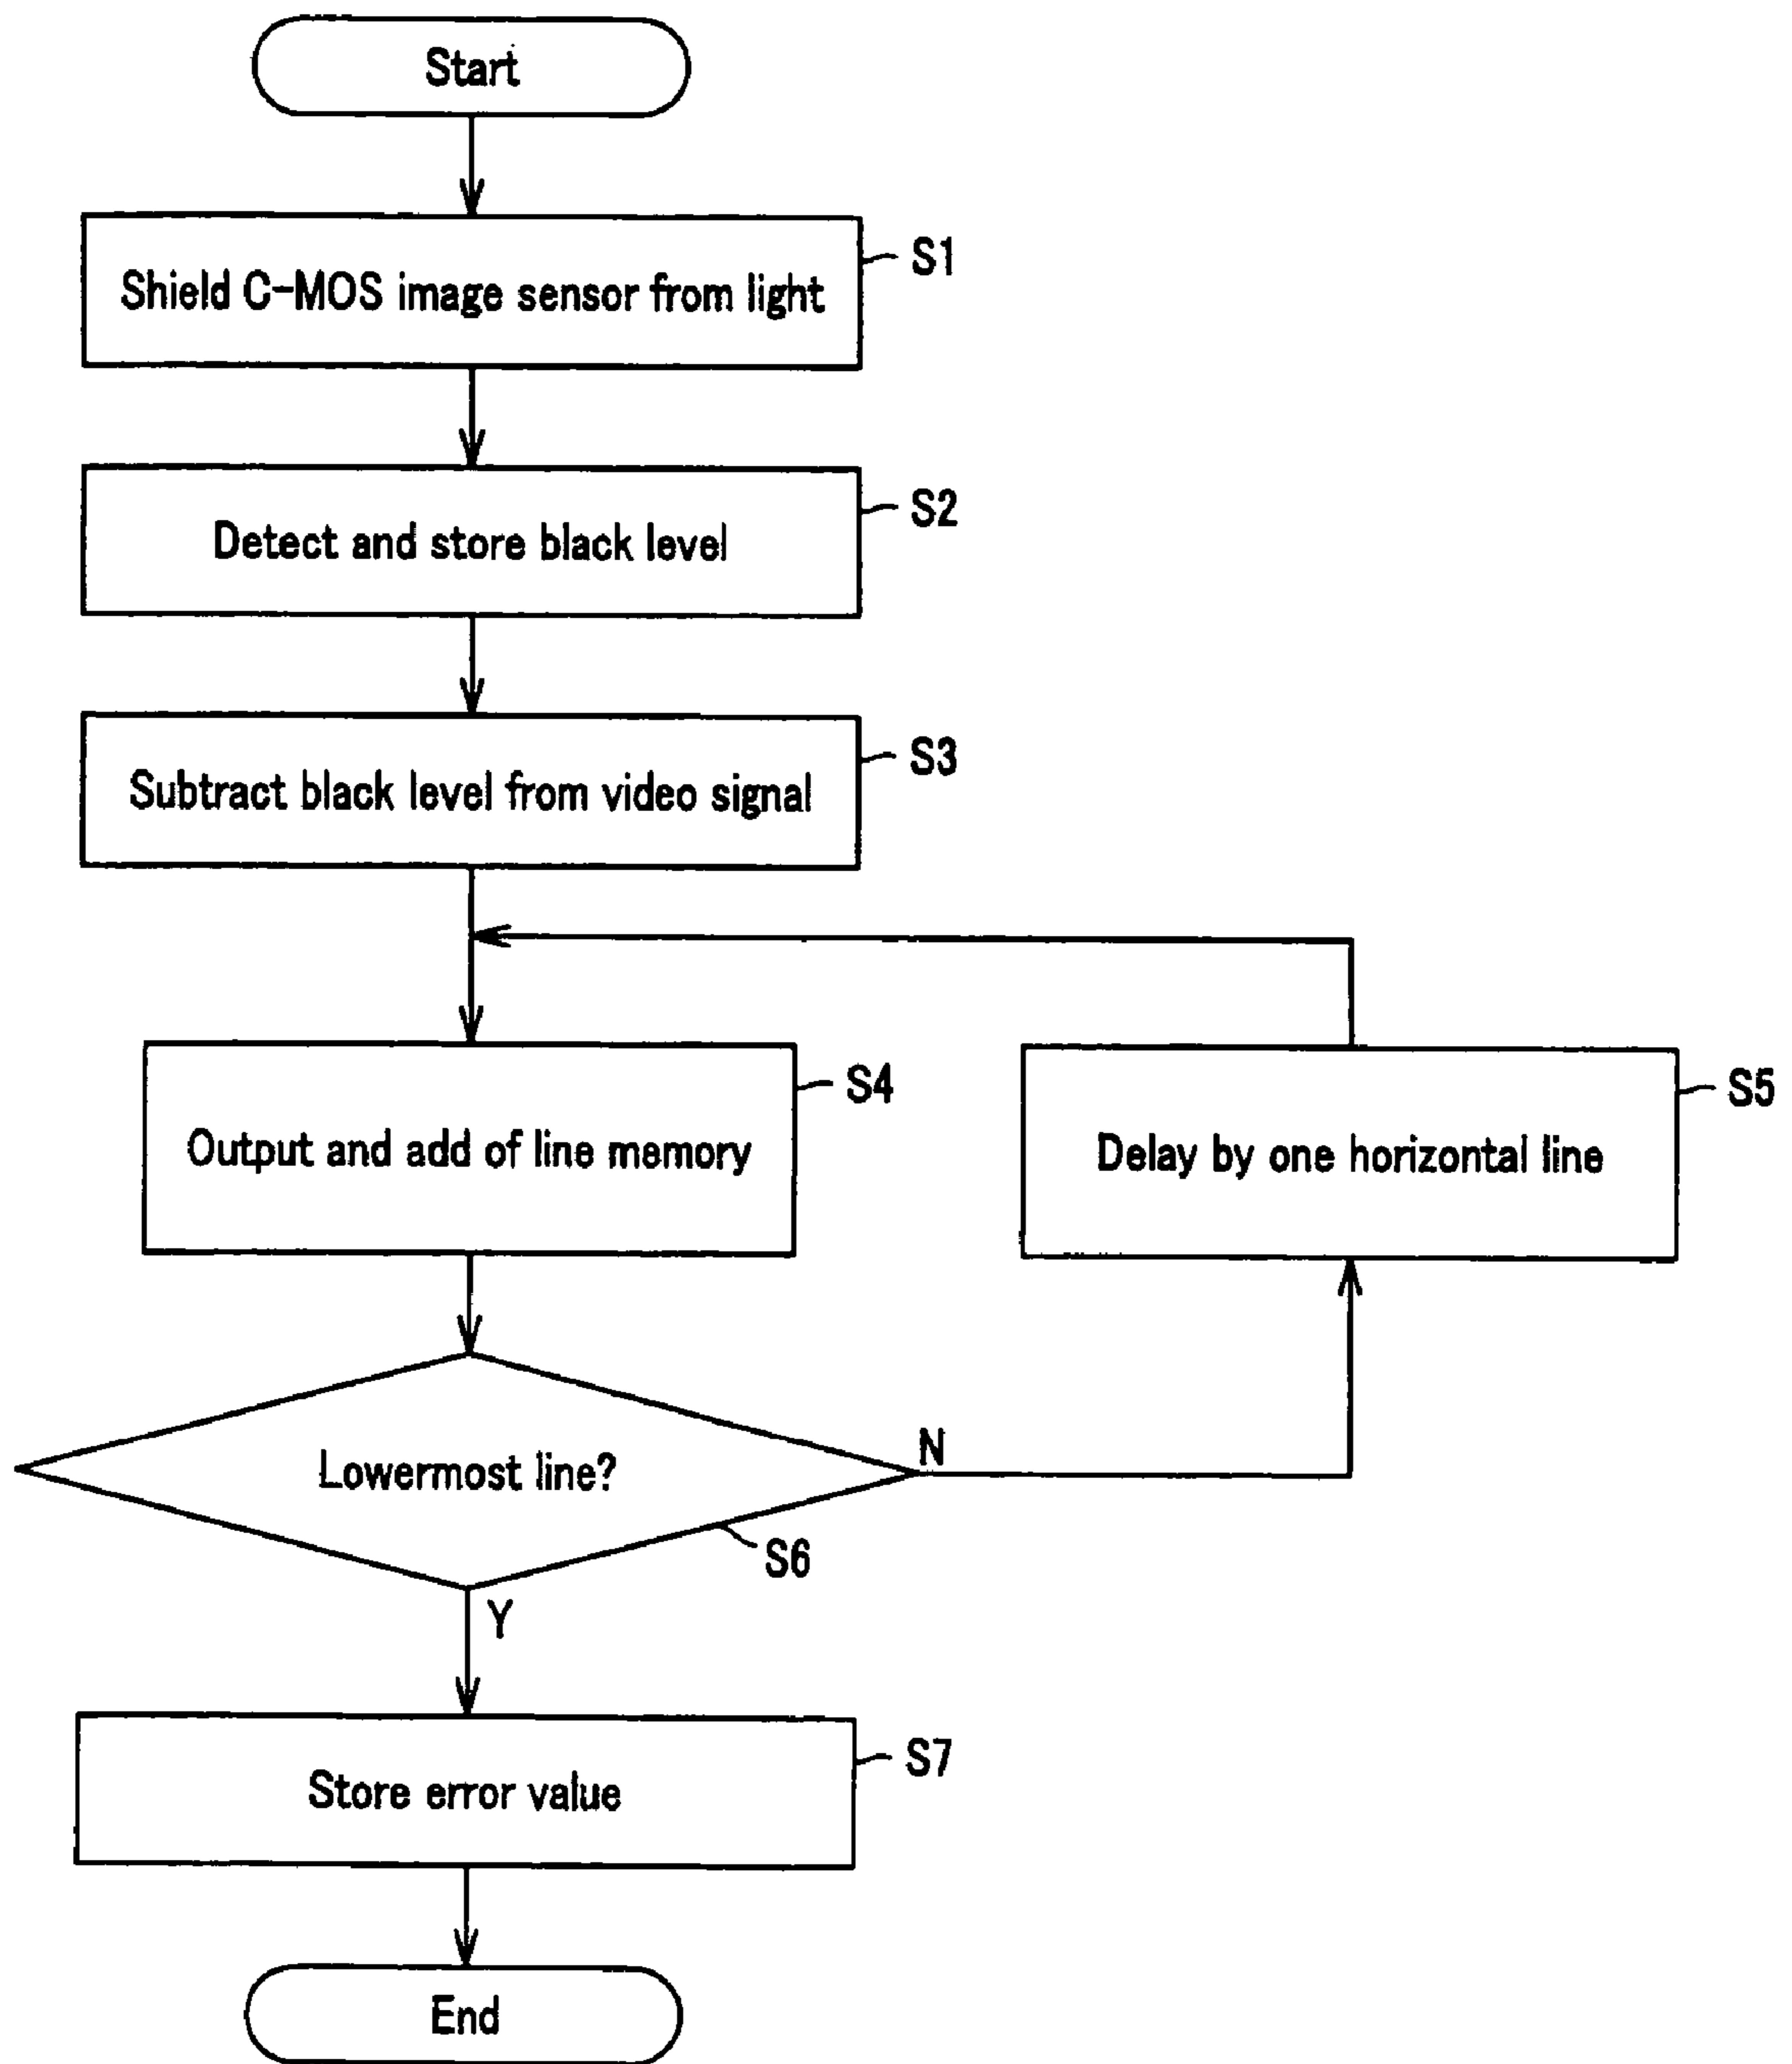 Start
Shield C-MOS image sensor from light
S1
Detect and store black level
S2
Subtract black level from video signal
S3
Output and add of line memory
S4
Delay by one horizontal line
S5
Lowermost line?
N
S6
Y
Store error value
S7
End